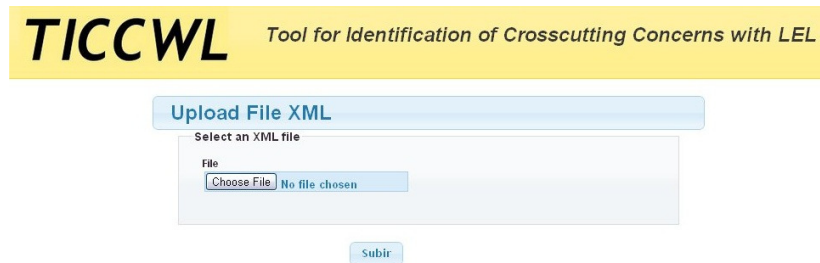 TICCWL Tool for Identification of Crosscutting Concerns with LEL
Upload File XML
Select an XML file
File
Choose File No file chosen
Subir